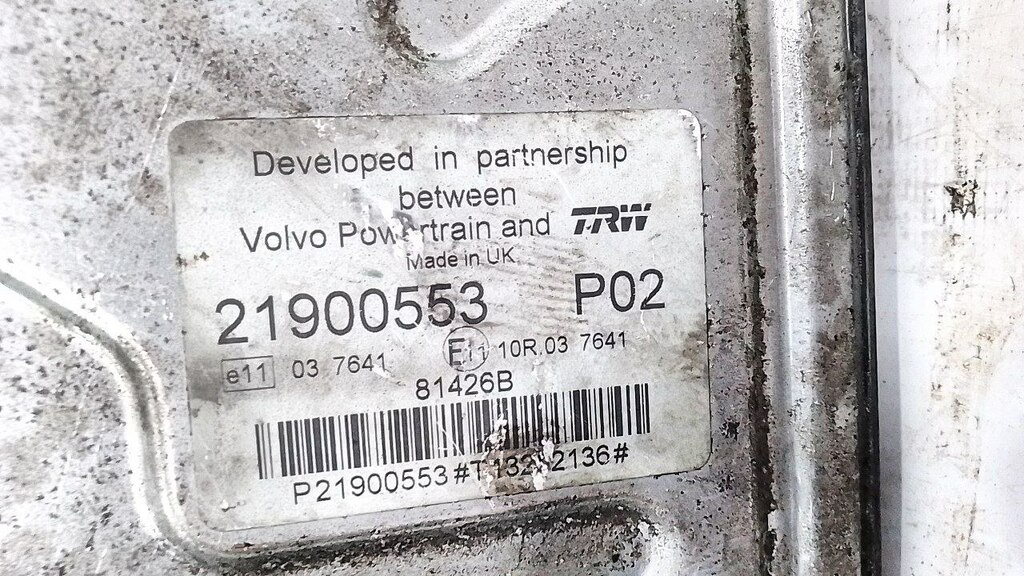 Developed in partnership
between
Volvo Powertrain and TRW
Made in UK
21900553 P02
e11 03 7641 E11 10R.03 7641
81426B